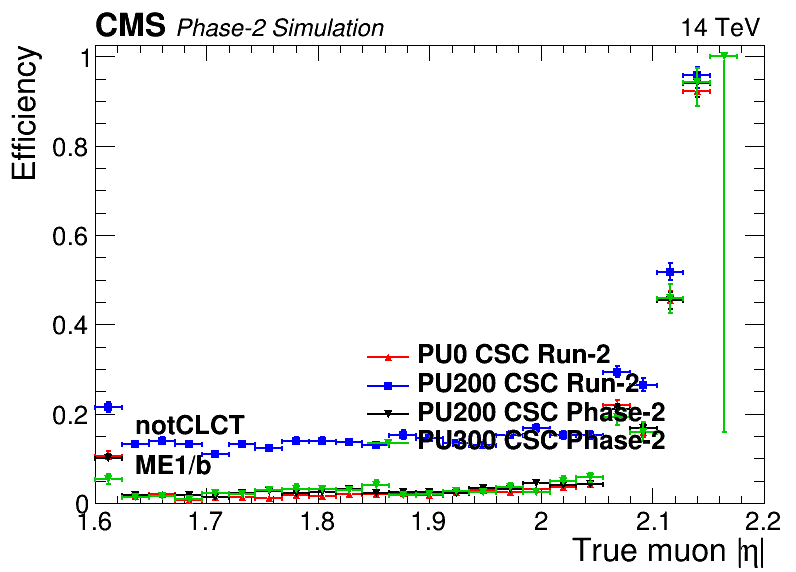 CMS Phase-2 Simulation 14 TeV
Efficiency
1
0.8
0.6
0.4
0.2
0
PU0 CSC Run-2
PU200 CSC Run-2
PU200 CSC Phase-2
PU300 CSC Phase-2
notCLCT
ME1/b
1.6 1.7 1.8 1.9 2 2.1 2.2
True muon |η|